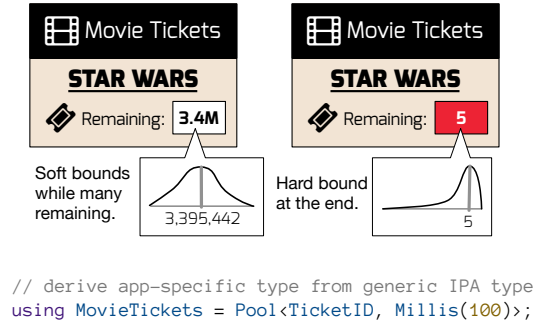 Movie Tickets
STAR WARS
Remaining: 3.4M
Soft bounds
while many
remaining.
3,395,442
Movie Tickets
STAR WARS
Remaining: 5
Hard bound
at the end.
5
// derive app-specific type from generic IPA type
using MovieTickets = Pool<TicketID, Millis(100)>;